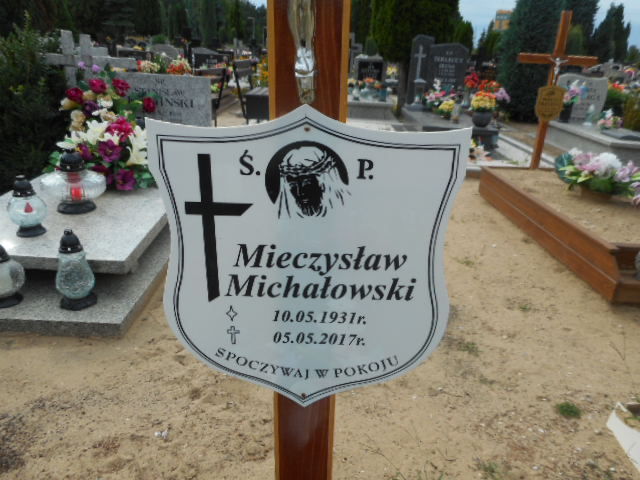 Ś. P.
Mieczysław
Michałowski
10.05.1931r.
05.05.2017r.
SPOCZYWAJ W POKOJU